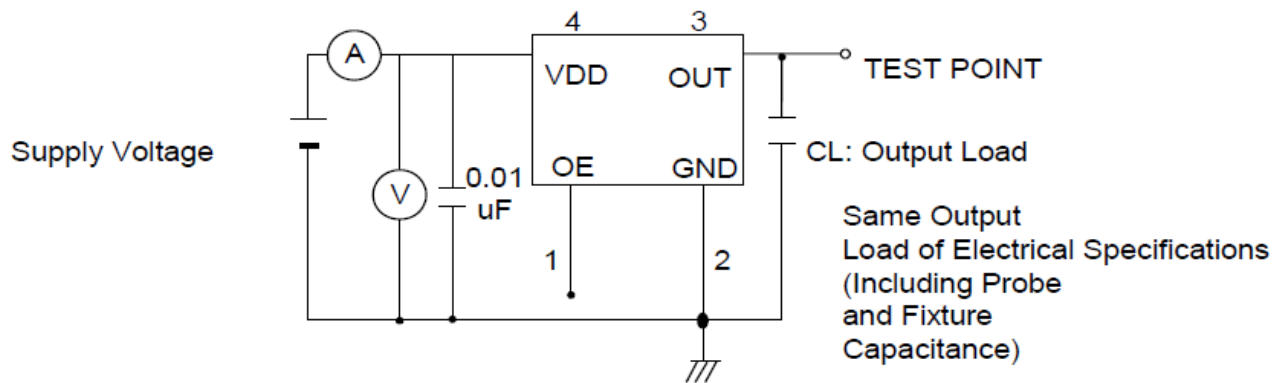 4
3
A
VDD
OUT
TEST POINT
Supply Voltage
CL: Output Load
OE
GND
V
0.01
uF
1
2
Same Output
Load of Electrical Specifications
(Including Probe
and Fixture
Capacitance)